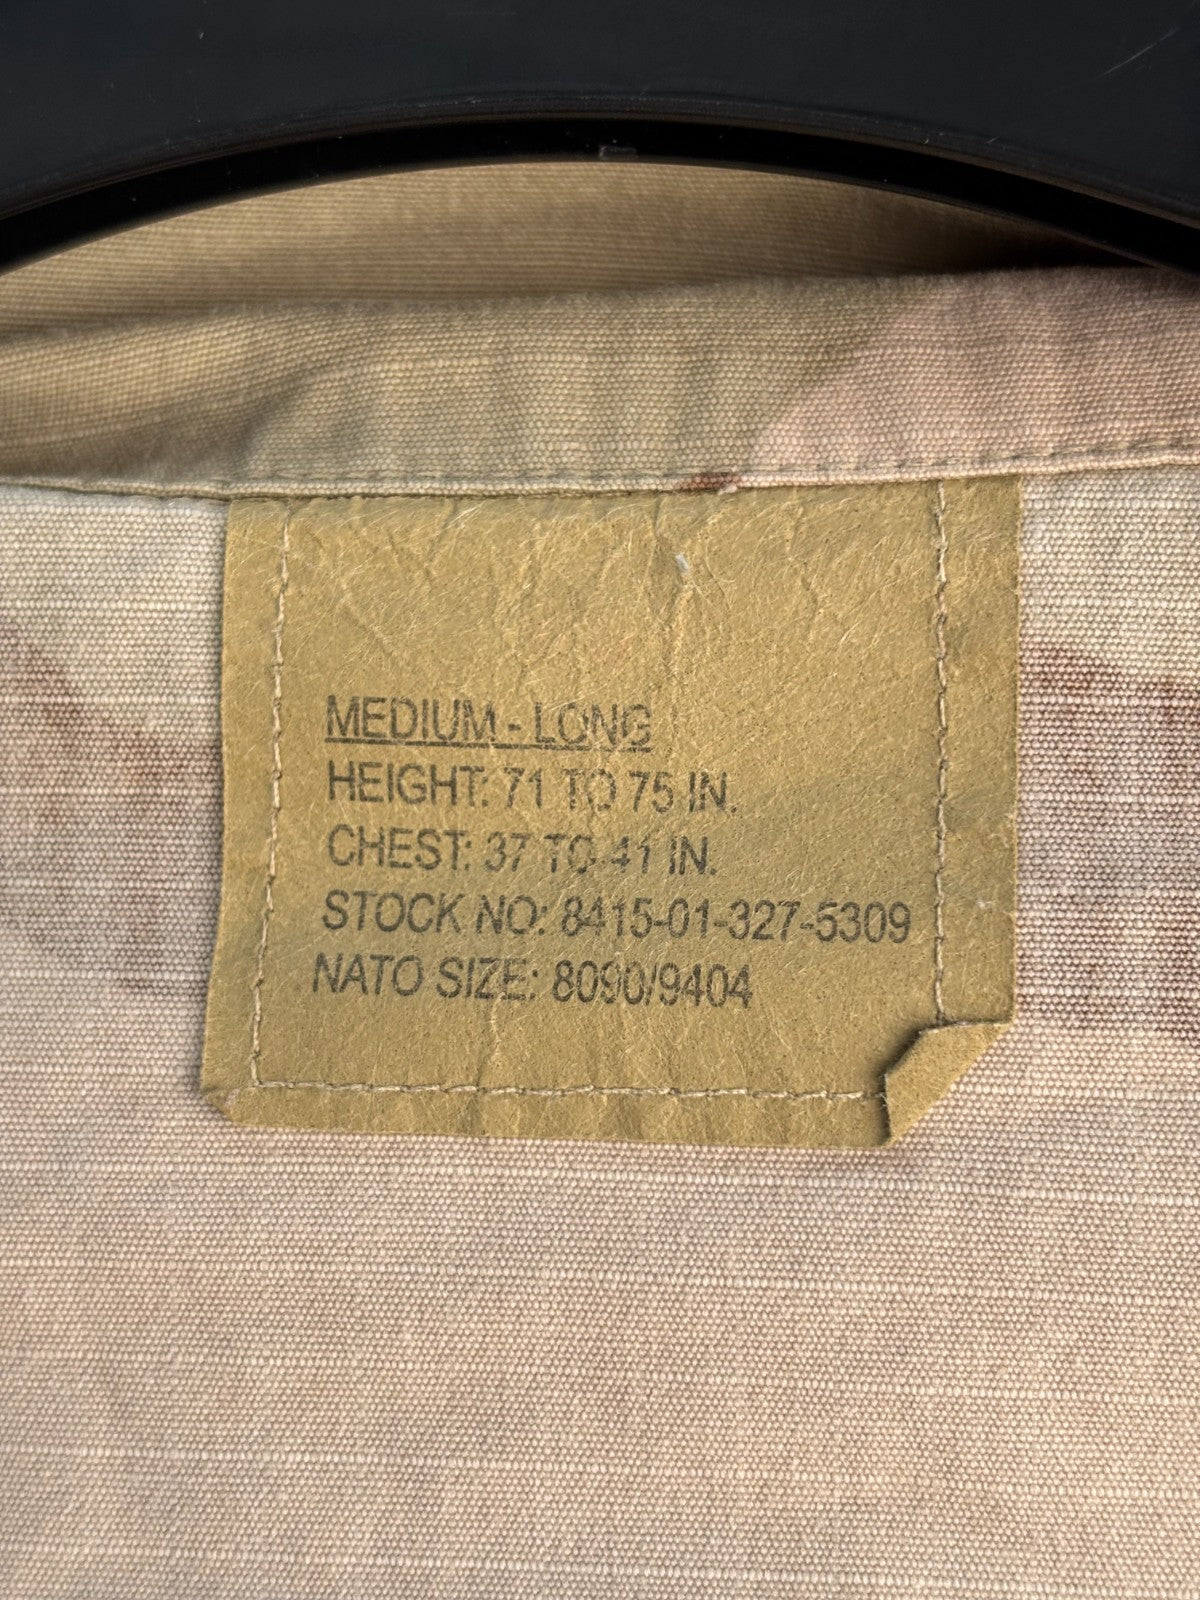 MEDIUM - LONG
HEIGHT: 71 TO 75 IN.
CHEST: 37 TO 41 IN.
STOCK NO: 8415-01-327-5309
NATO SIZE: 8090/9404